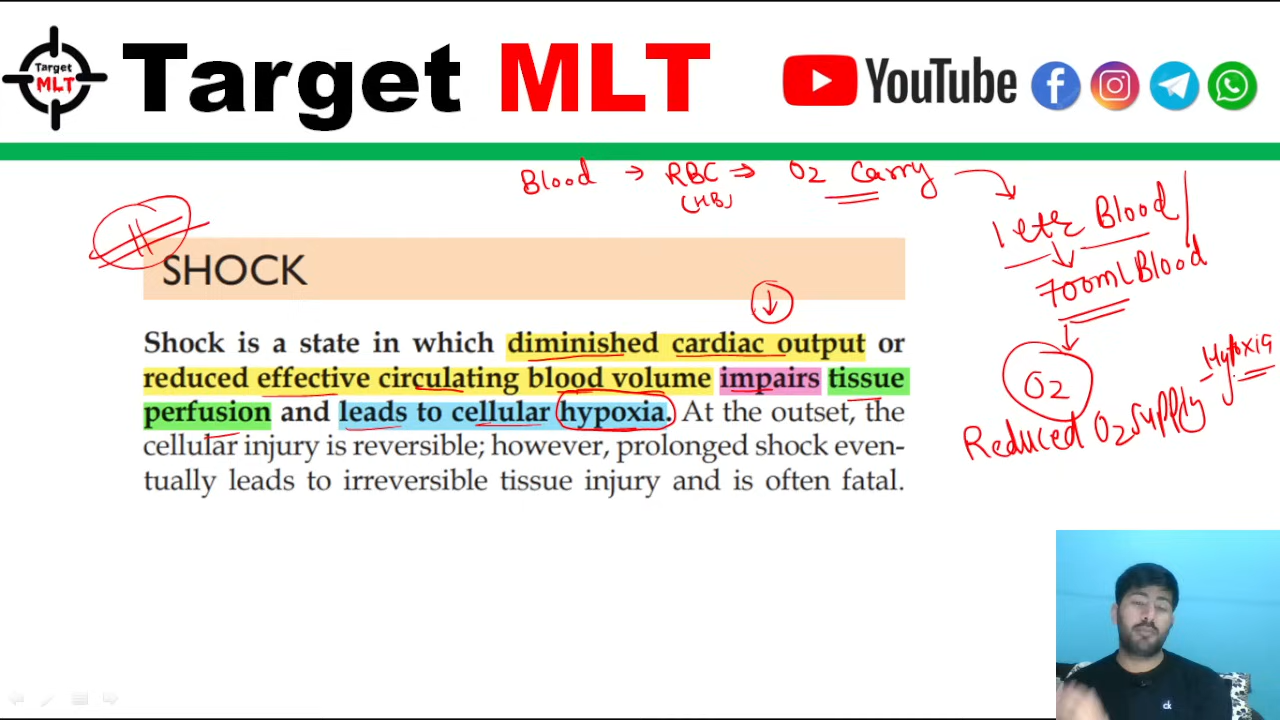 Target MLT
Target MLT
YouTube
Blood → RBC ⇒ O2 Carry
(HB)
1 etr Blood
700ml Blood
SHOCK
Shock is a state in which diminished cardiac output or
reduced effective circulating blood volume impairs tissue
perfusion and leads to cellular hypoxia. At the outset, the
cellular injury is reversible; however, prolonged shock even-
tually leads to irreversible tissue injury and is often fatal.
O2
Reduced O2 supply - Hypoxia
ck